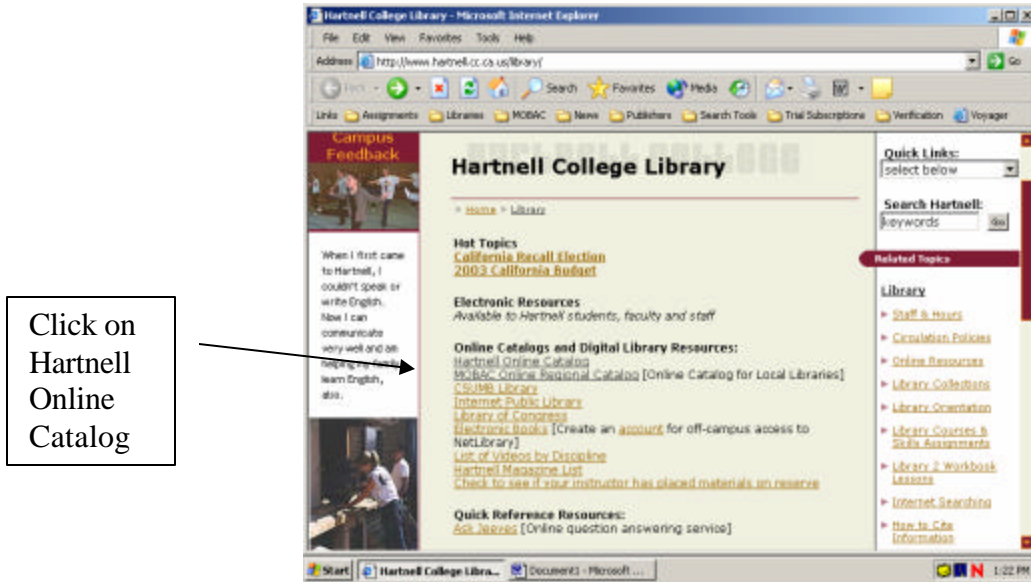 Hartnell College Library - Microsoft Internet Explorer
File Edit View Favorites Tools Help
Address http://www.hartnell.cc.ca.us/library/ Go
Search Favorites Media
Links Assignments Libraries MOBAC News Publishers Search Tools Trial Subscriptions Verification Voyager
Campus
Feedback
When I first came
to Hartnell, I
couldn't speak or
write English.
Now I can
communicate
very well and am
helping my family
learn English,
also.
Click on
Hartnell
Online
Catalog
Hartnell College Library
Home > Library
Hot Topics
California Recall Election
2003 California Budget
Electronic Resources
Available to Hartnell students, faculty and staff
Online Catalogs and Digital Library Resources:
Hartnell Online Catalog
MOBAC Online Regional Catalog [Online Catalog for Local Libraries]
CSUMB Library
Internet Public Library
Library of Congress
Electronic Books [Create an account for off-campus access to
NetLibrary]
List of Videos by Discipline
Hartnell Magazine List
Check to see if your instructor has placed materials on reserve
Quick Reference Resources:
Ask Jeeves [Online question answering service]
Quick Links:
select below
Search Hartnell:
keywords Go
Related Topics
Library
Staff & Hours
Circulation Policies
Online Resources
Library Collections
Library Orientation
Library Courses &
Skills Assignments
Library 2 Workbook
Lessons
Internet Searching
How to Cite
Information
Start Hartnell College Libra... Document1 - Microsoft ... 1:22 PM